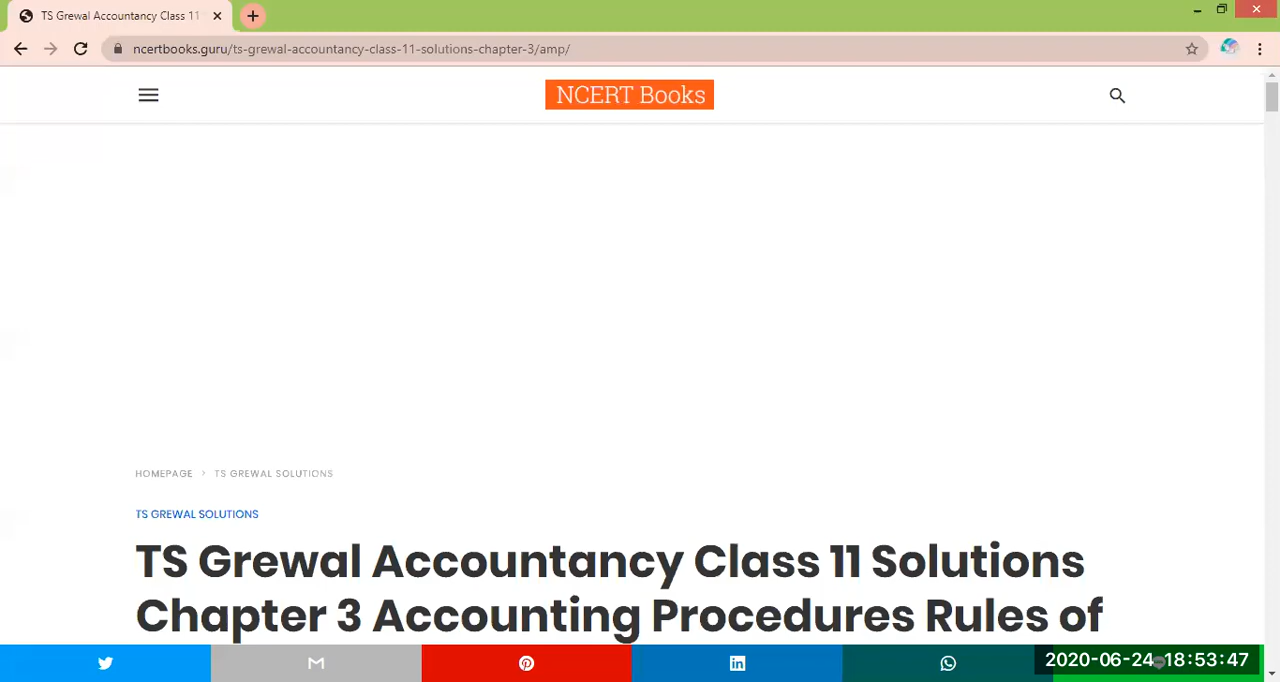 TS Grewal Accountancy Class 11
ncertbooks.guru/ts-grewal-accountancy-class-11-solutions-chapter-3/amp/
NCERT Books
HOMEPAGE > TS GREWAL SOLUTIONS
TS GREWAL SOLUTIONS
TS Grewal Accountancy Class 11 Solutions
Chapter 3 Accounting Procedures Rules of
2020-06-24 18:53:47